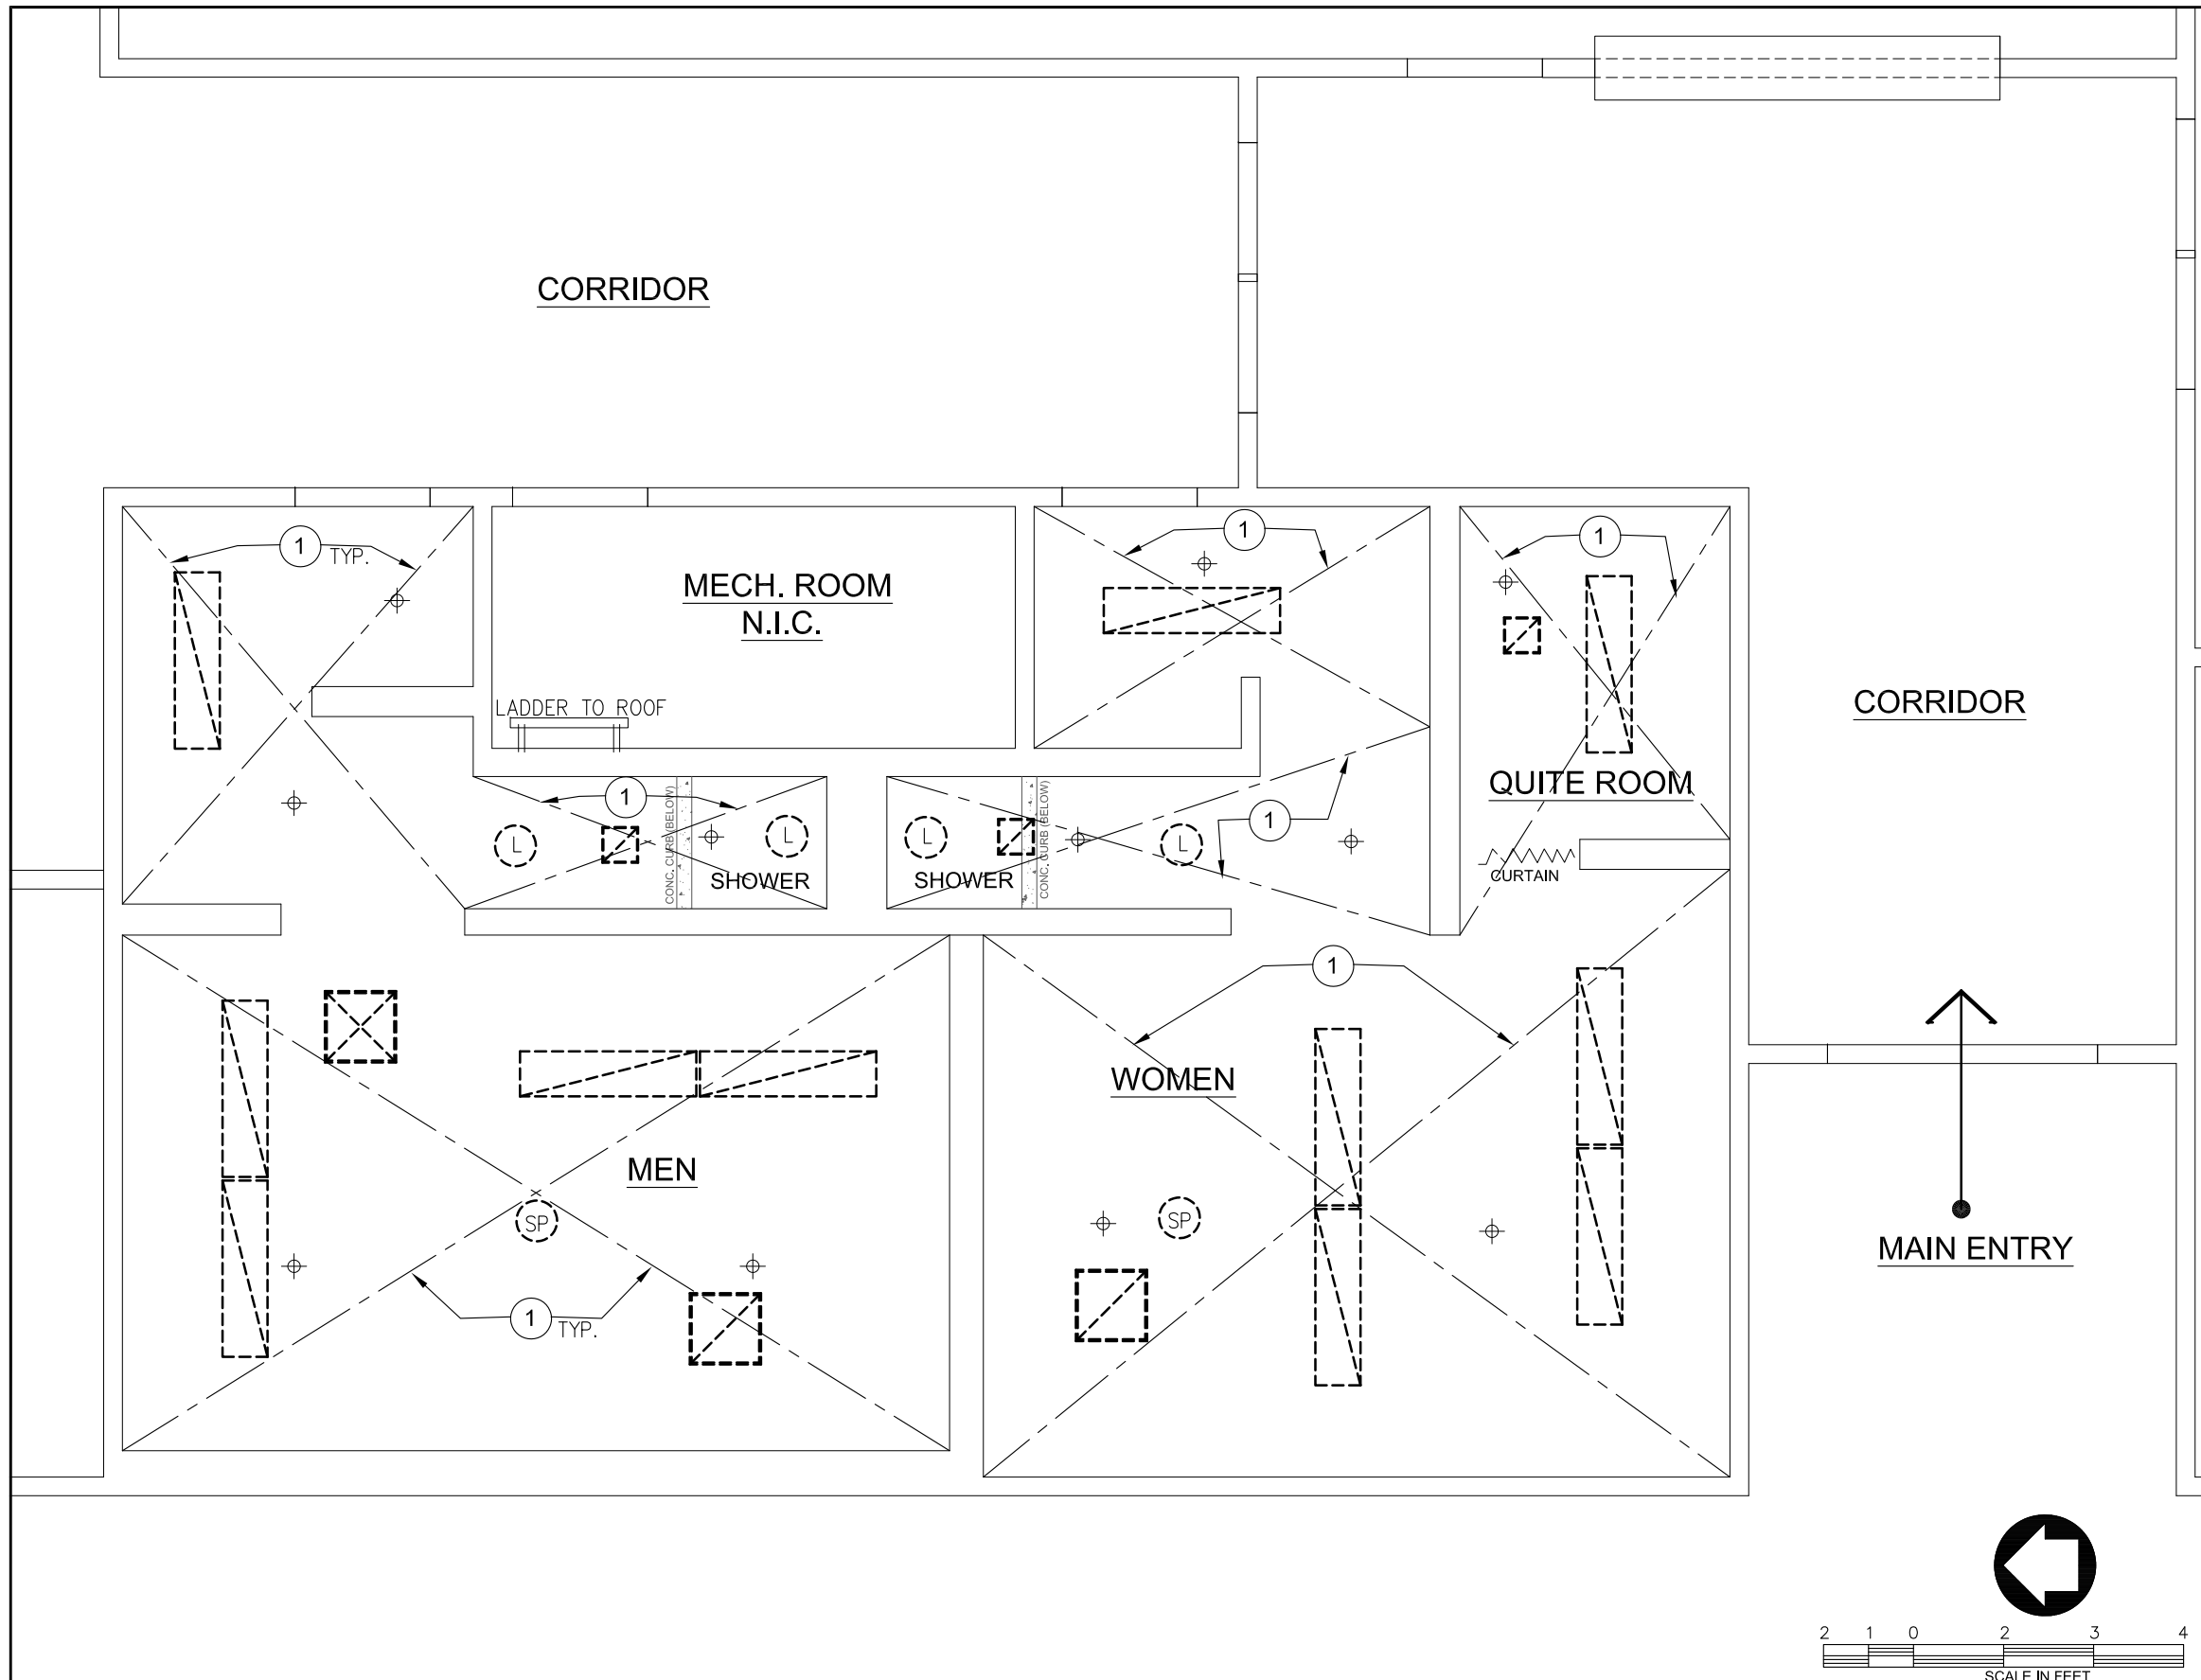 CORRIDOR
1
TYP.
1
1
MECH. ROOM
N.I.C.
LADDER TO ROOF
CORRIDOR
QUITE ROOM
1
CONC. CURB(BELOW)
L
L
SHOWER
L
SHOWER
CONC. CURB (BELOW)
L
1
CURTAIN
1
WOMEN
MEN
SP
SP
1
TYP.
MAIN ENTRY
2 1 0 2 3 4
SCALE IN FEET